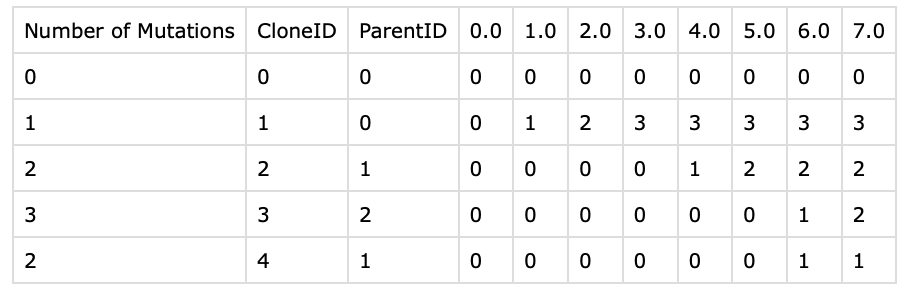 Number of Mutations CloneID ParentID 0.0 1.0 2.0 3.0 4.0 5.0 6.0 7.0
0 0 0 0 0 0 0 0 0 0 0
1 1 0 0 1 2 3 3 3 3 3
2 2 1 0 0 0 0 1 2 2 2
3 3 2 0 0 0 0 0 0 1 2
2 4 1 0 0 0 0 0 0 1 1